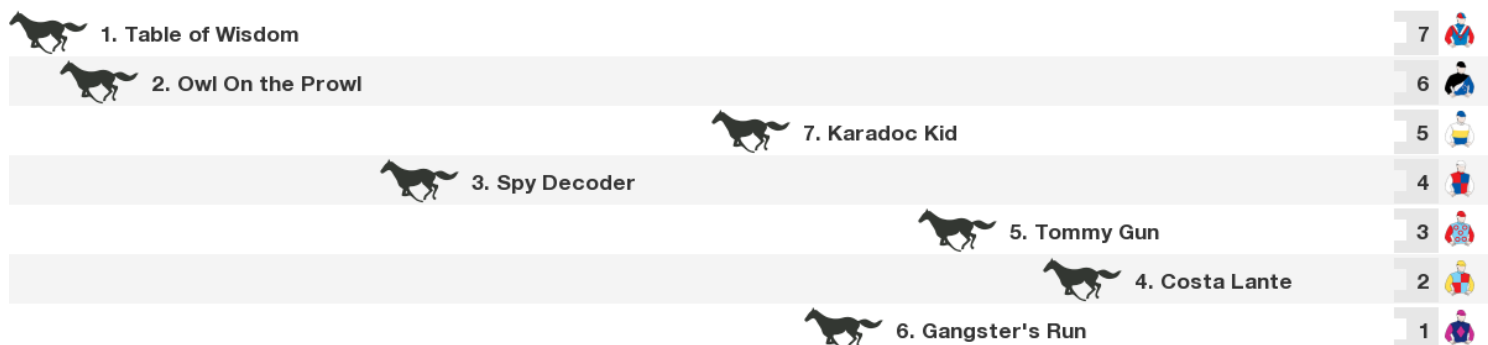 1. Table of Wisdom 7
2. Owl On the Prowl 6
7. Karadoc Kid 5
3. Spy Decoder 4
5. Tommy Gun 3
4. Costa Lante 2
6. Gangster's Run 1